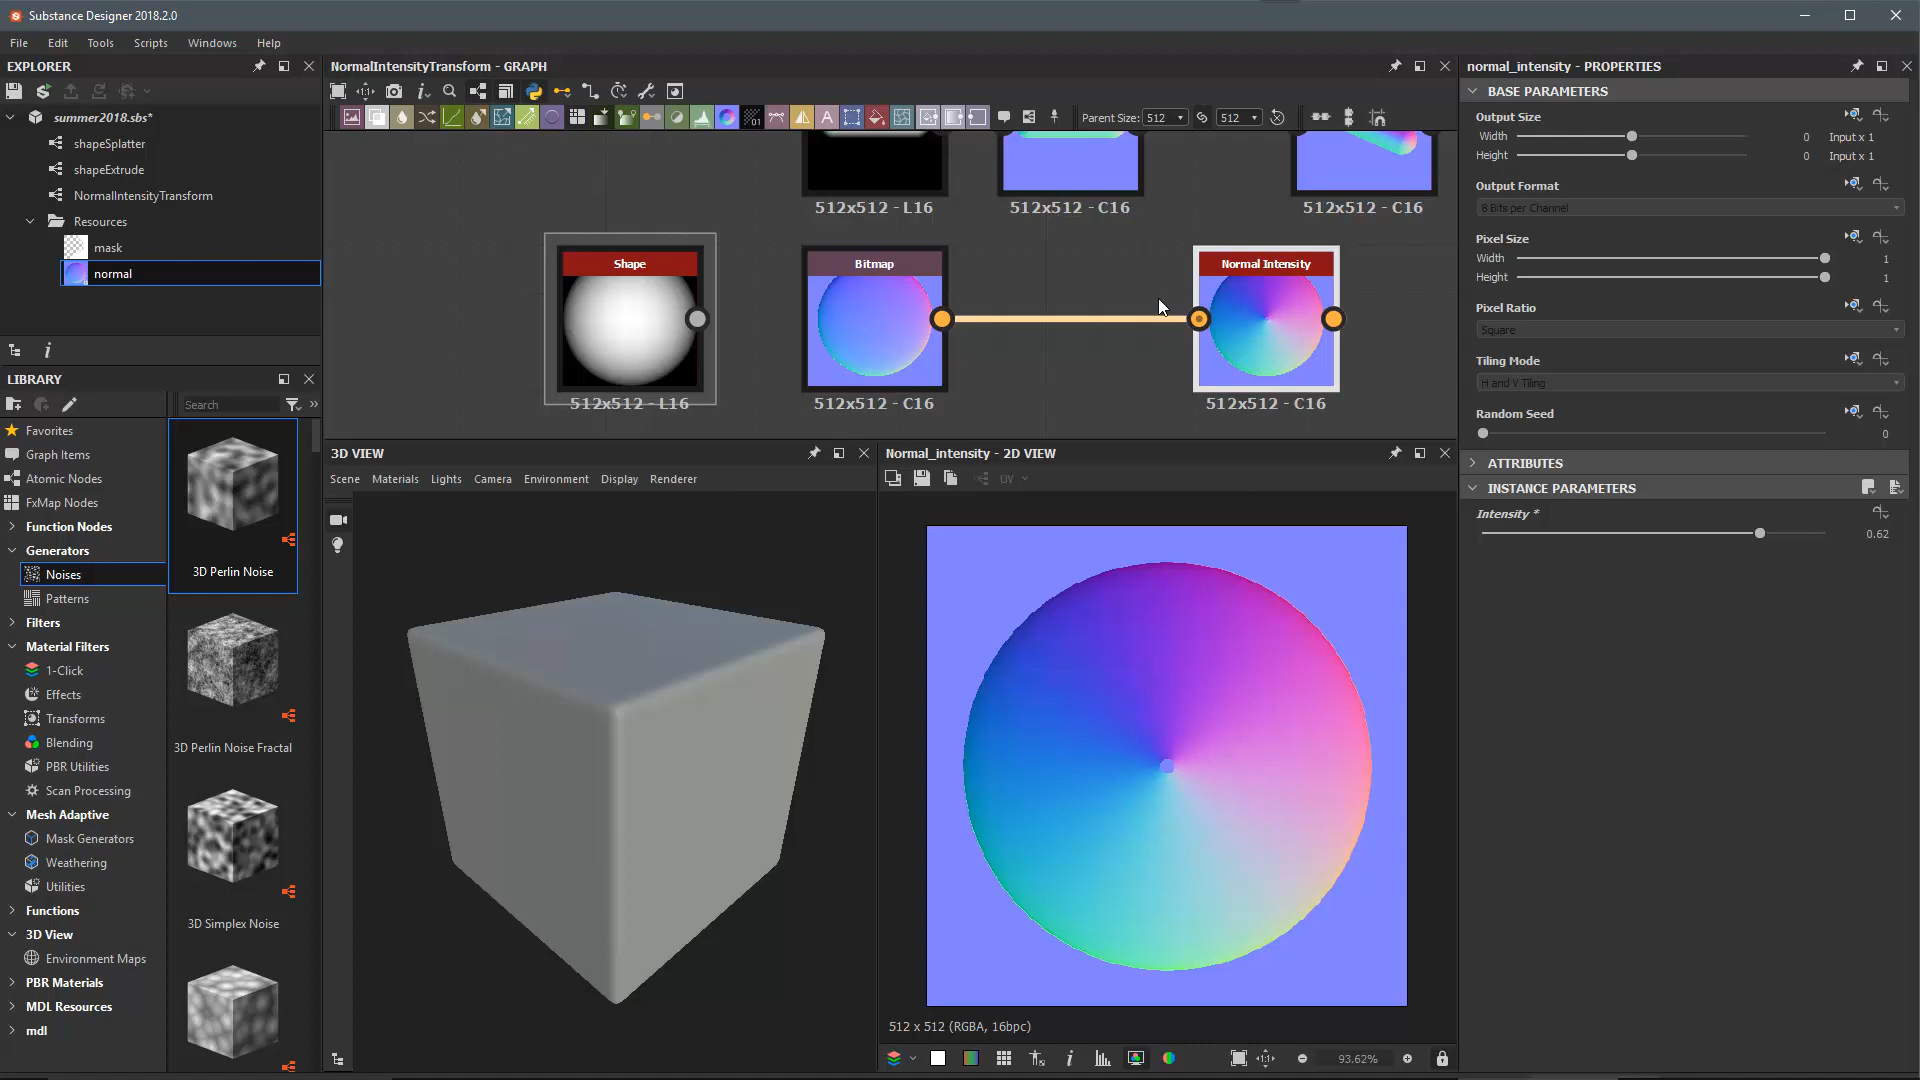 Substance Designer 2018.2.0
File Edit Tools Scripts Windows Help
EXPLORER
summer2018.sbs*
shapeSplatter
shapeExtrude
NormalIntensityTransform
Resources
mask
normal
LIBRARY
Search
Favorites
Graph Items
Atomic Nodes
FxMap Nodes
Function Nodes
Generators
Noises
Patterns
Filters
Material Filters
1-Click
Effects
Transforms
Blending
PBR Utilities
Scan Processing
Mesh Adaptive
Mask Generators
Weathering
Utilities
Functions
3D View
Environment Maps
PBR Materials
MDL Resources
mdl
3D Perlin Noise
3D Perlin Noise Fractal
3D Simplex Noise
NormalIntensityTransform - GRAPH
Parent Size: 512 512
512x512 - L16
512x512 - C16
512x512 - C16
Shape
Bitmap
Normal Intensity
512x512 - L16
512x512 - C16
512x512 - C16
3D VIEW
Scene Materials Lights Camera Environment Display Renderer
Normal_intensity - 2D VIEW
UV
512 x 512 (RGBA, 16bpc)
93.62%
normal_intensity - PROPERTIES
BASE PARAMETERS
Output Size
Width 0 Input x 1
Height 0 Input x 1
Output Format
8 Bits per Channel
Pixel Size
Width 1
Height 1
Pixel Ratio
Square
Tiling Mode
H and V Tiling
Random Seed
0
ATTRIBUTES
INSTANCE PARAMETERS
Intensity *
0.62